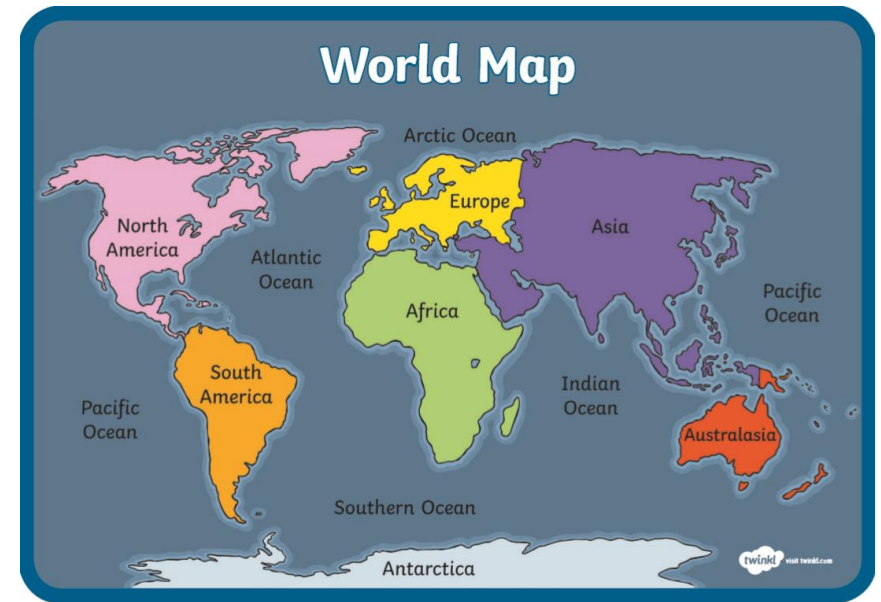 World Map
Arctic Ocean
Europe
Asia
North
America
Atlantic
Ocean
Africa
Pacific
Ocean
South
America
Indian
Ocean
Pacific
Ocean
Australasia
Southern Ocean
Antarctica
twinkl
visit twinkl.com